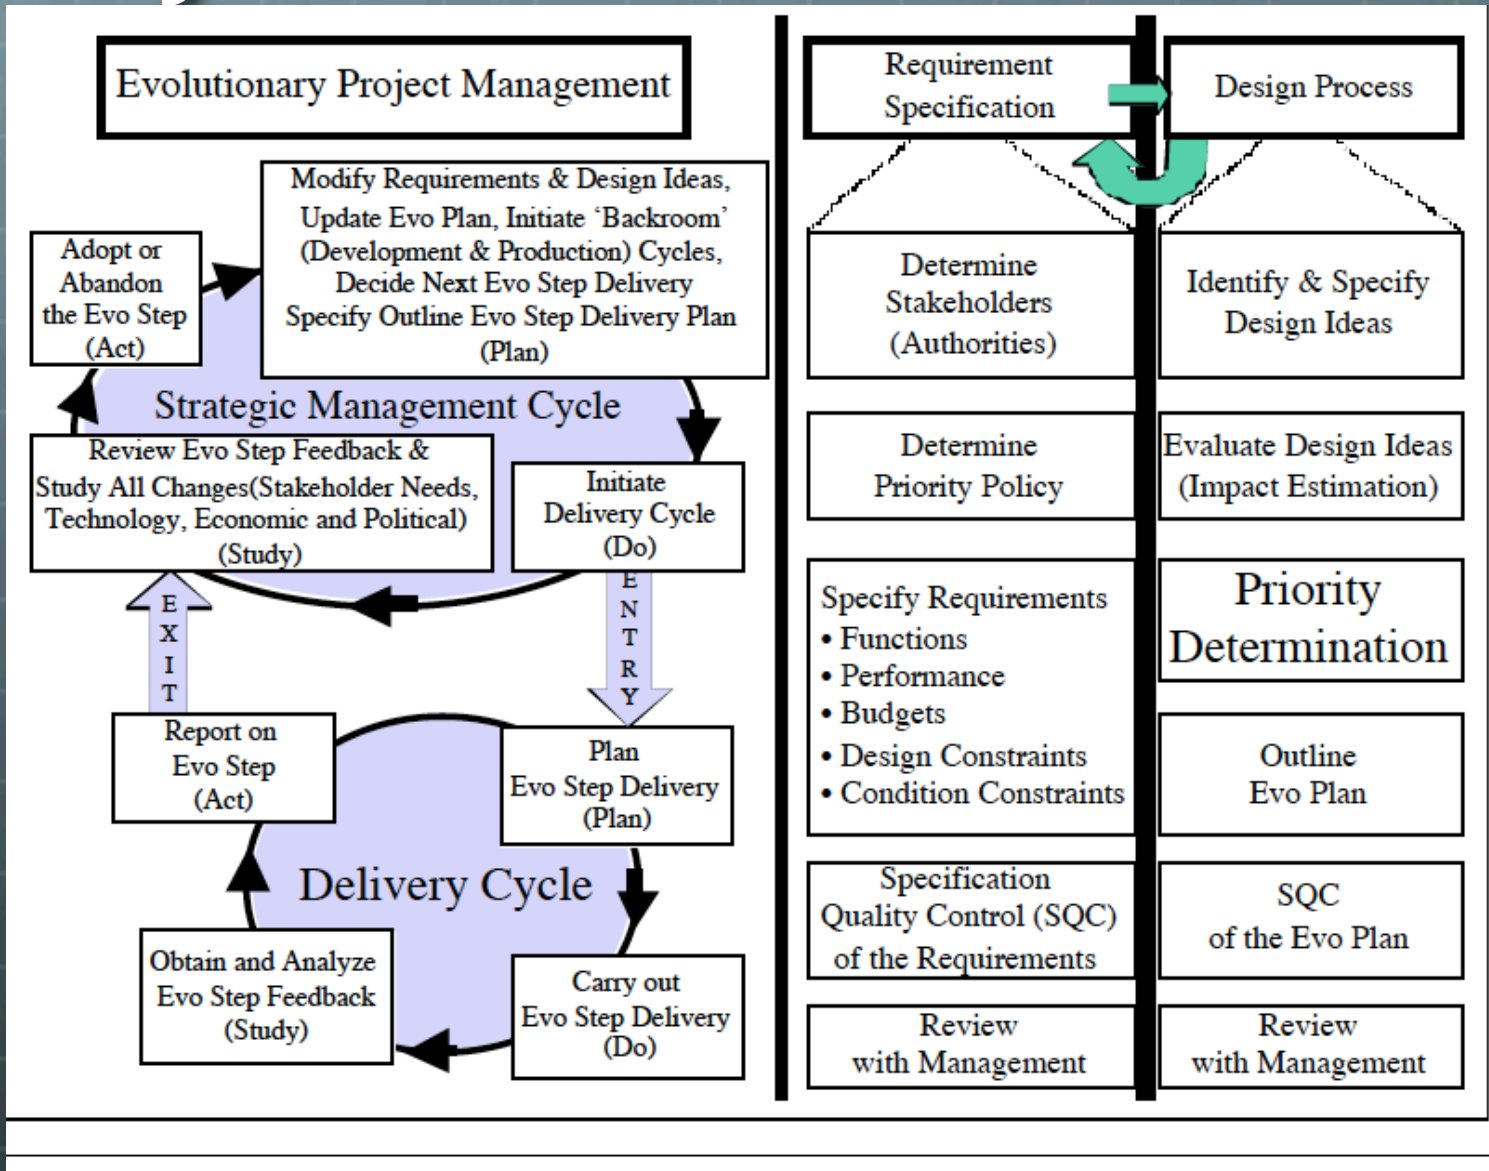 Evolutionary Project Management
Modify Requirements & Design Ideas,
Update Evo Plan, Initiate ‘Backroom’
(Development & Production) Cycles,
Decide Next Evo Step Delivery
Specify Outline Evo Step Delivery Plan
(Plan)
Adopt or
Abandon
the Evo Step
(Act)
Strategic Management Cycle
Review Evo Step Feedback &
Study All Changes(Stakeholder Needs,
Technology, Economic and Political)
(Study)
Initiate
Delivery Cycle
(Do)
EXIT
ENTRY
Report on
Evo Step
(Act)
Plan
Evo Step Delivery
(Plan)
Delivery Cycle
Obtain and Analyze
Evo Step Feedback
(Study)
Carry out
Evo Step Delivery
(Do)
Requirement
Specification
Determine
Stakeholders
(Authorities)
Determine
Priority Policy
Specify Requirements
• Functions
• Performance
• Budgets
• Design Constraints
• Condition Constraints
Specification
Quality Control (SQC)
of the Requirements
Review
with Management
Design Process
Identify & Specify
Design Ideas
Evaluate Design Ideas
(Impact Estimation)
Priority
Determination
Outline
Evo Plan
SQC
of the Evo Plan
Review
with Management